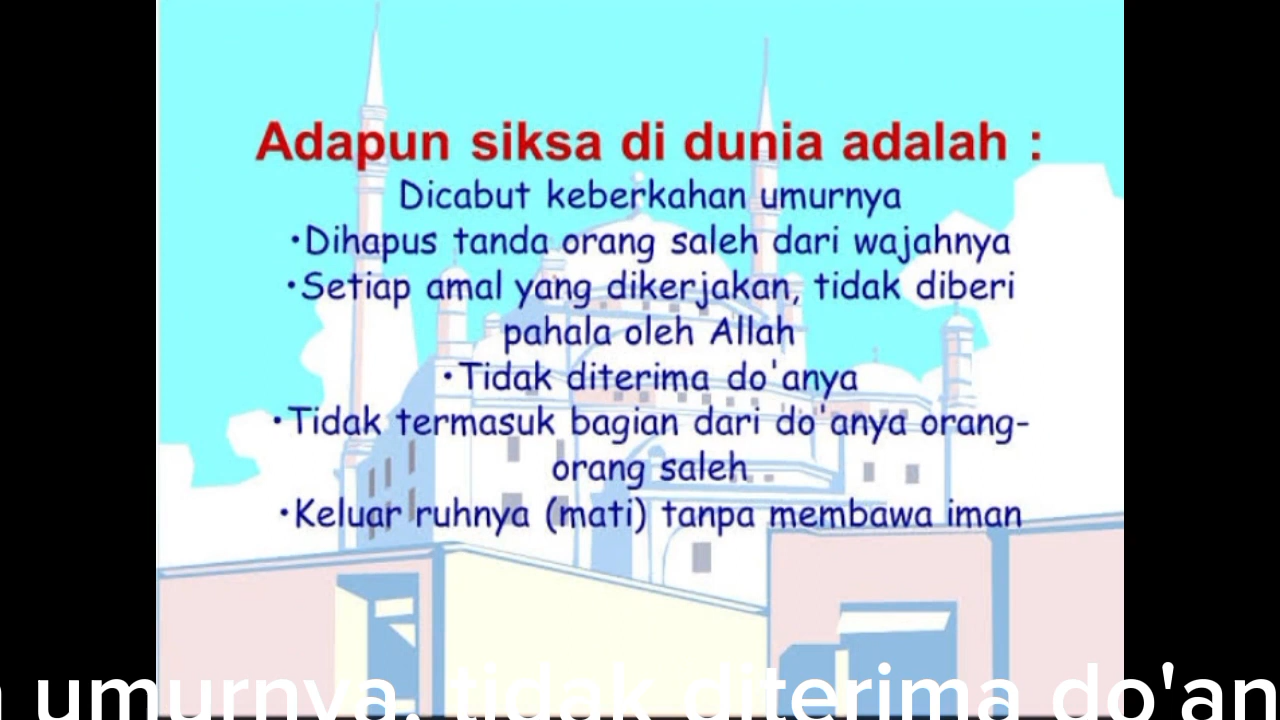 Adapun siksa di dunia adalah :
Dicabut keberkahan umurnya
•Dihapus tanda orang saleh dari wajahnya
•Setiap amal yang dikerjakan, tidak diberi
pahala oleh Allah
•Tidak diterima do'anya
•Tidak termasuk bagian dari do'anya orang-
orang saleh
•Keluar ruhnya (mati) tanpa membawa iman
umurnya, tidak diterima do'an